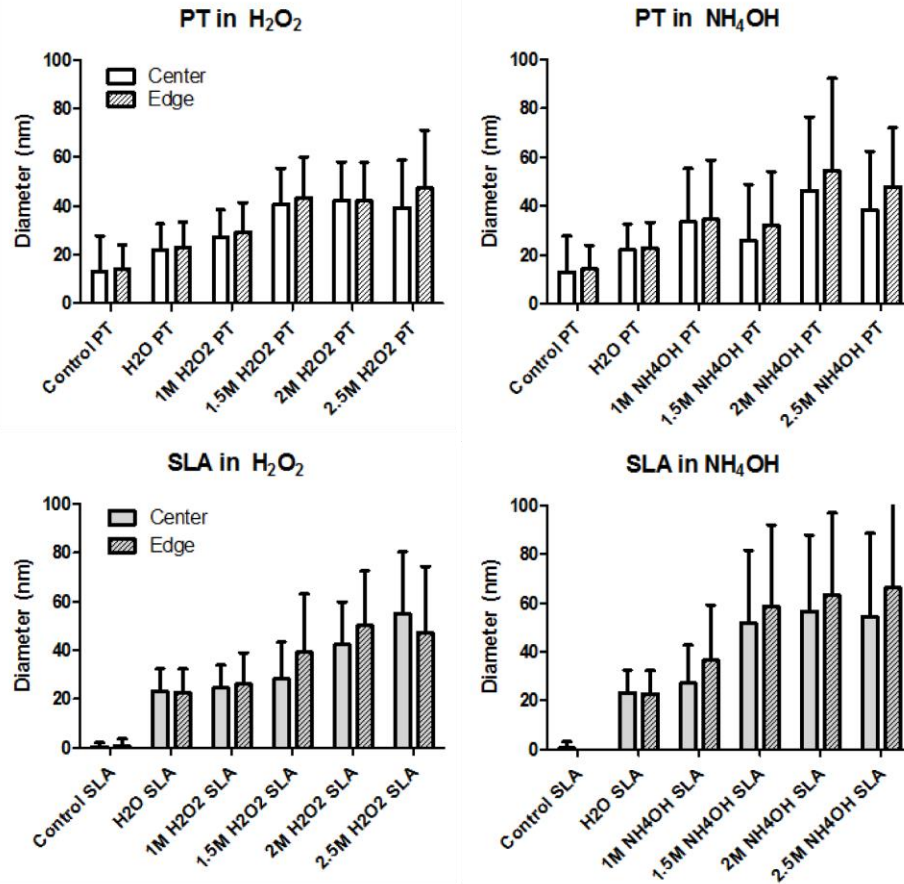 PT in H₂O₂
Diameter (nm)
100
80
60
40
20
0
Center
Edge
Control PT
H2O PT
1M H2O2 PT
1.5M H2O2 PT
2M H2O2 PT
2.5M H2O2 PT
PT in NH₄OH
Diameter (nm)
100
80
60
40
20
0
Control PT
H2O PT
1M NH4OH PT
1.5M NH4OH PT
2M NH4OH PT
2.5M NH4OH PT
SLA in H₂O₂
Diameter (nm)
100
80
60
40
20
0
Center
Edge
Control SLA
H2O SLA
1M H2O2 SLA
1.5M H2O2 SLA
2M H2O2 SLA
2.5M H2O2 SLA
SLA in NH₄OH
Diameter (nm)
100
80
60
40
20
0
Control SLA
H2O SLA
1M NH4OH SLA
1.5M NH4OH SLA
2M NH4OH SLA
2.5M NH4OH SLA